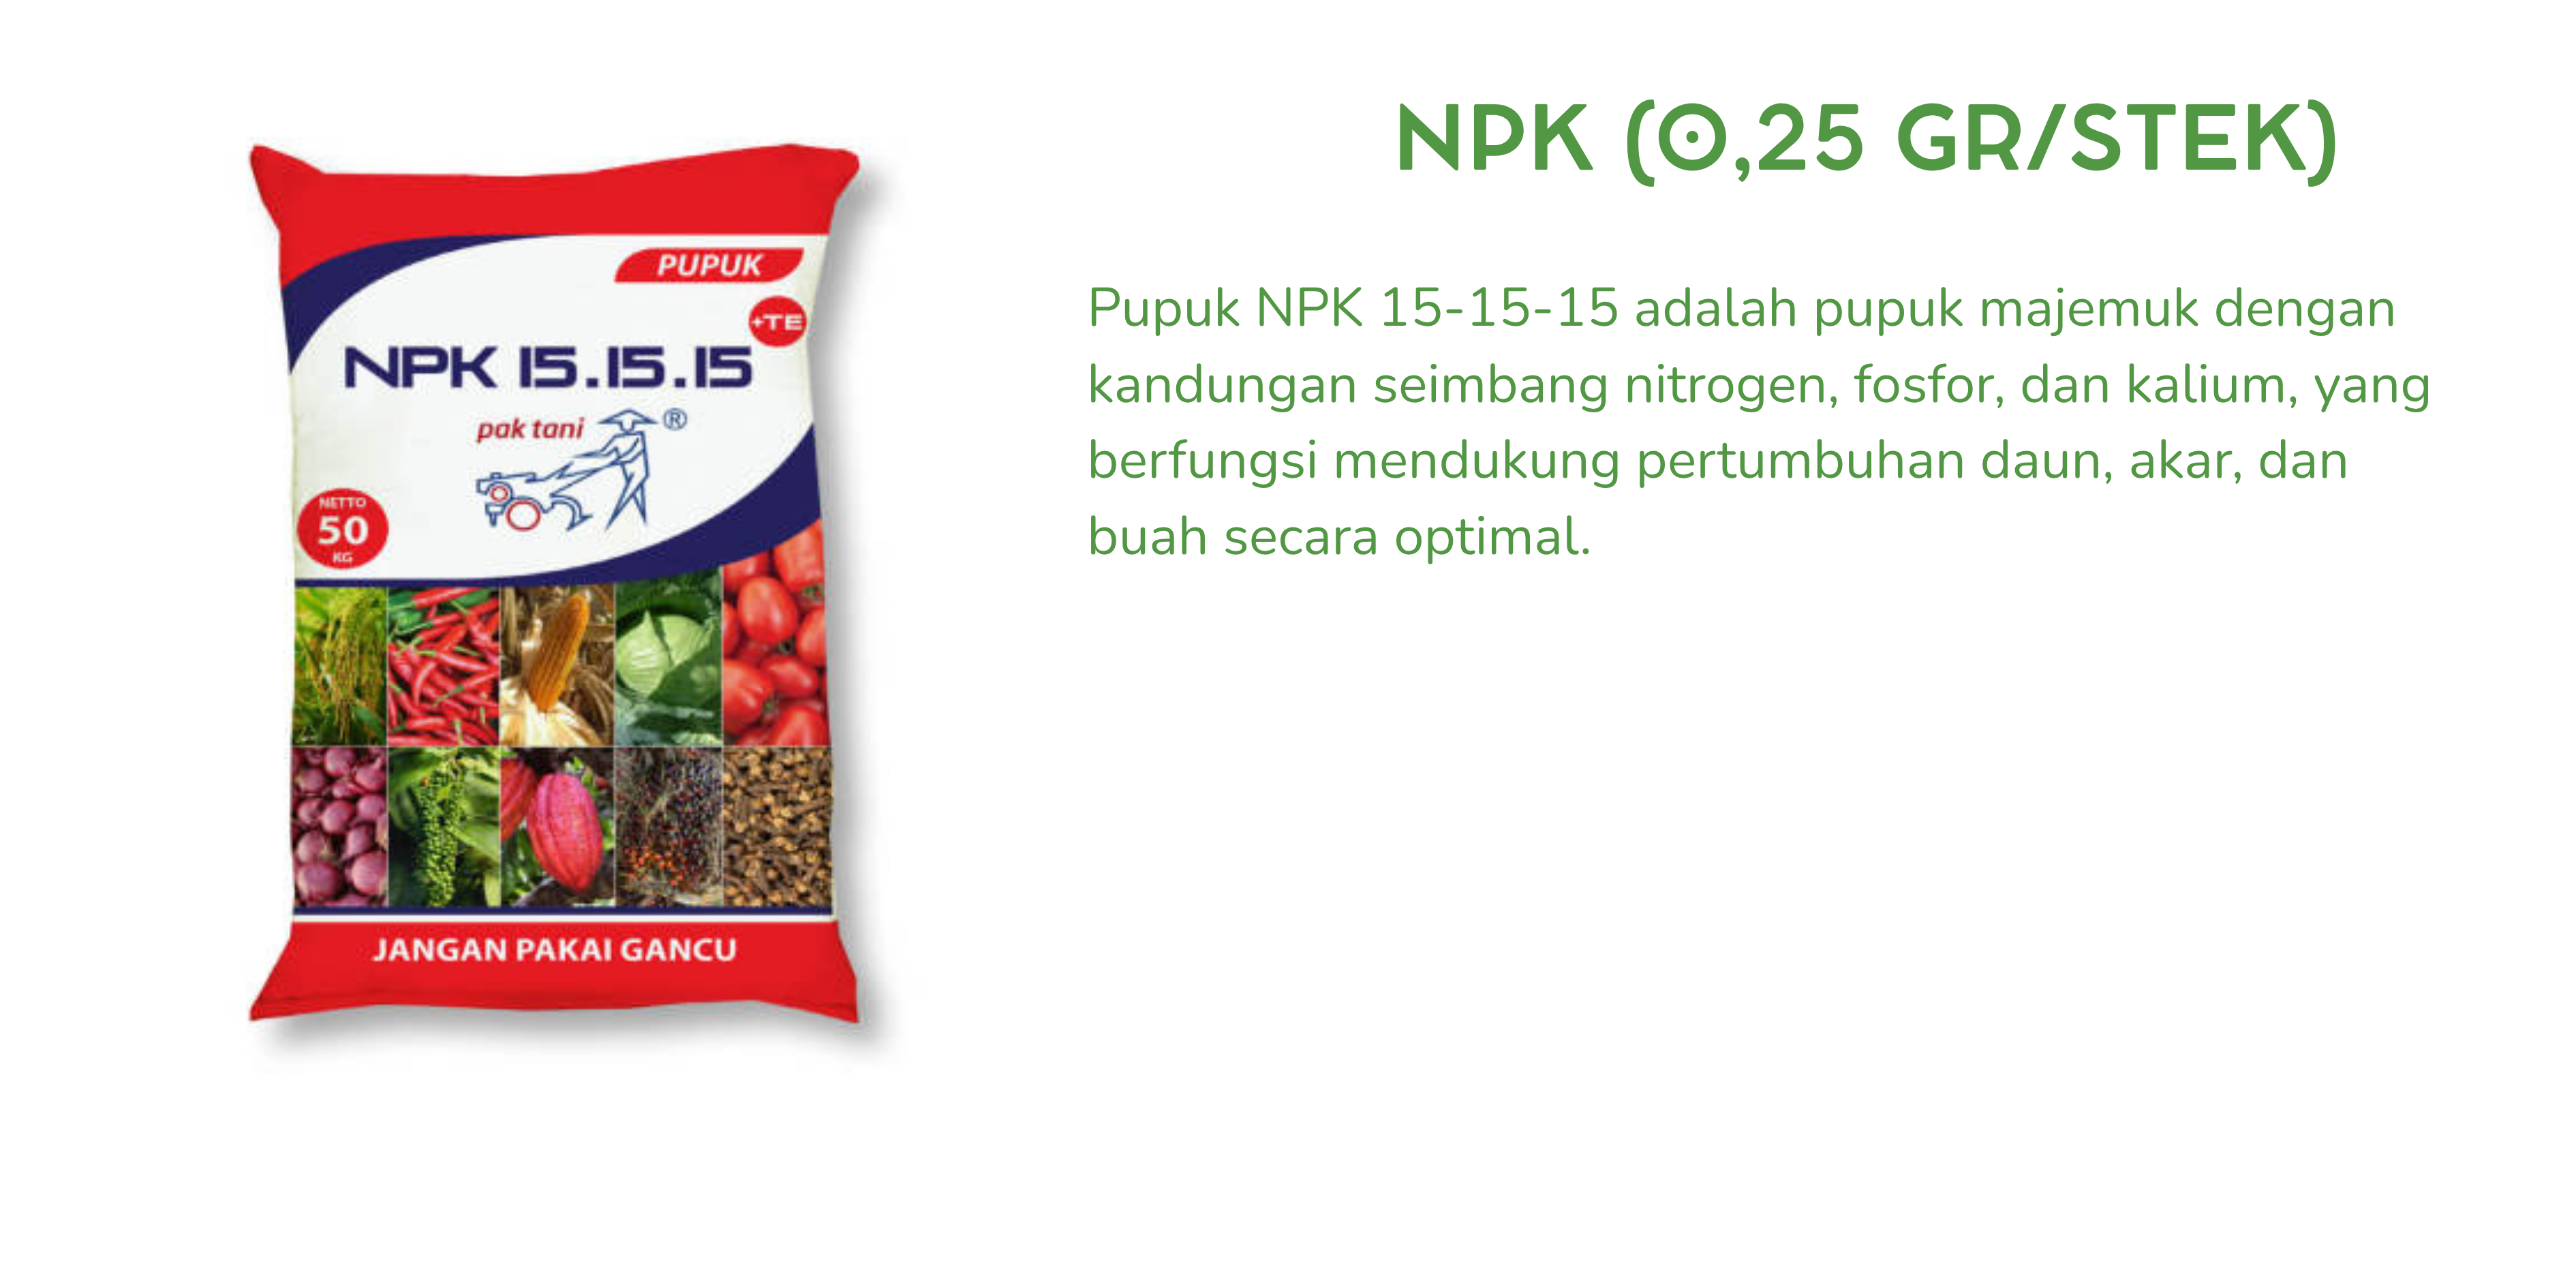 NPK (0,25 GR/STEK)
PUPUK
+TE
NPK 15.15.15
pak tani ®
NETTO
50
KG
JANGAN PAKAI GANCU
Pupuk NPK 15-15-15 adalah pupuk majemuk dengan
kandungan seimbang nitrogen, fosfor, dan kalium, yang
berfungsi mendukung pertumbuhan daun, akar, dan
buah secara optimal.